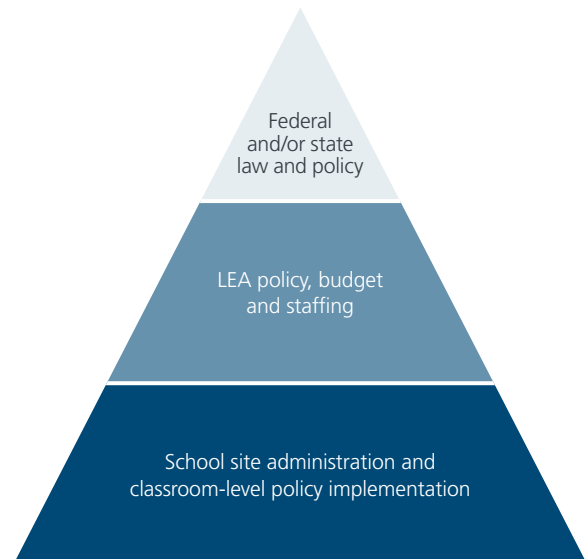 Federal
and/or state
law and policy
LEA policy, budget
and staffing
School site administration and
classroom-level policy implementation